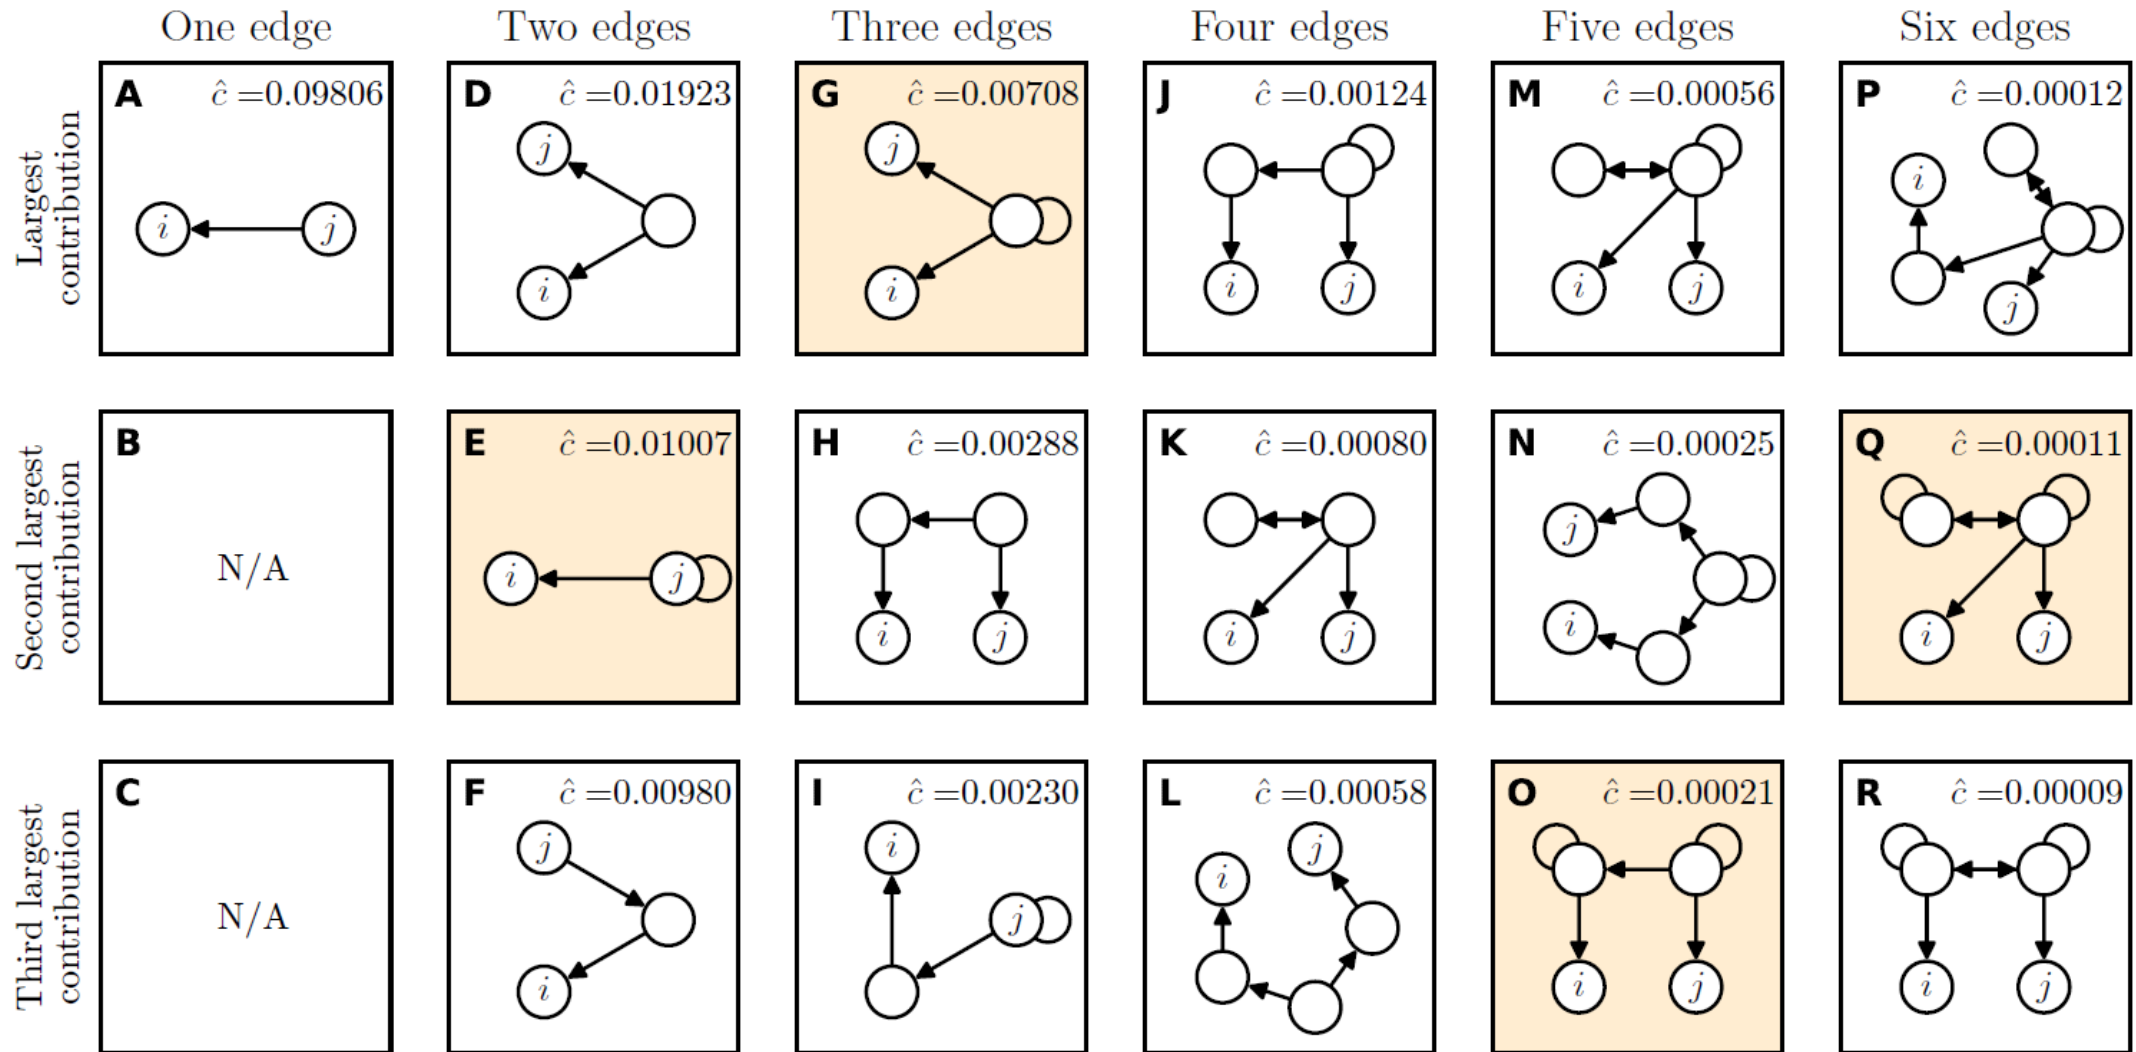 One edge Two edges Three edges Four edges Five edges Six edges
Largest
contribution
A ĉ =0.09806
i j
D ĉ =0.01923
j
i
G ĉ =0.00708
j
i
J ĉ =0.00124
i j
M ĉ =0.00056
i j
P ĉ =0.00012
i
j
Second largest
contribution
B
N/A
E ĉ =0.01007
i j
H ĉ =0.00288
i j
K ĉ =0.00080
i j
N ĉ =0.00025
j
i
Q ĉ =0.00011
i j
Third largest
contribution
C
N/A
F ĉ =0.00980
j
i
I ĉ =0.00230
i
j
L ĉ =0.00058
j
i
O ĉ =0.00021
i j
R ĉ =0.00009
i j